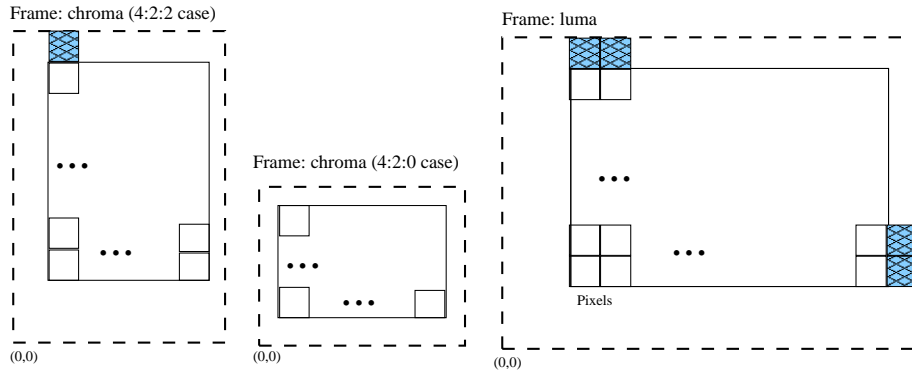 Frame: chroma (4:2:2 case)
Frame: luma
Frame: chroma (4:2:0 case)
Pixels
(0,0)
(0,0)
(0,0)